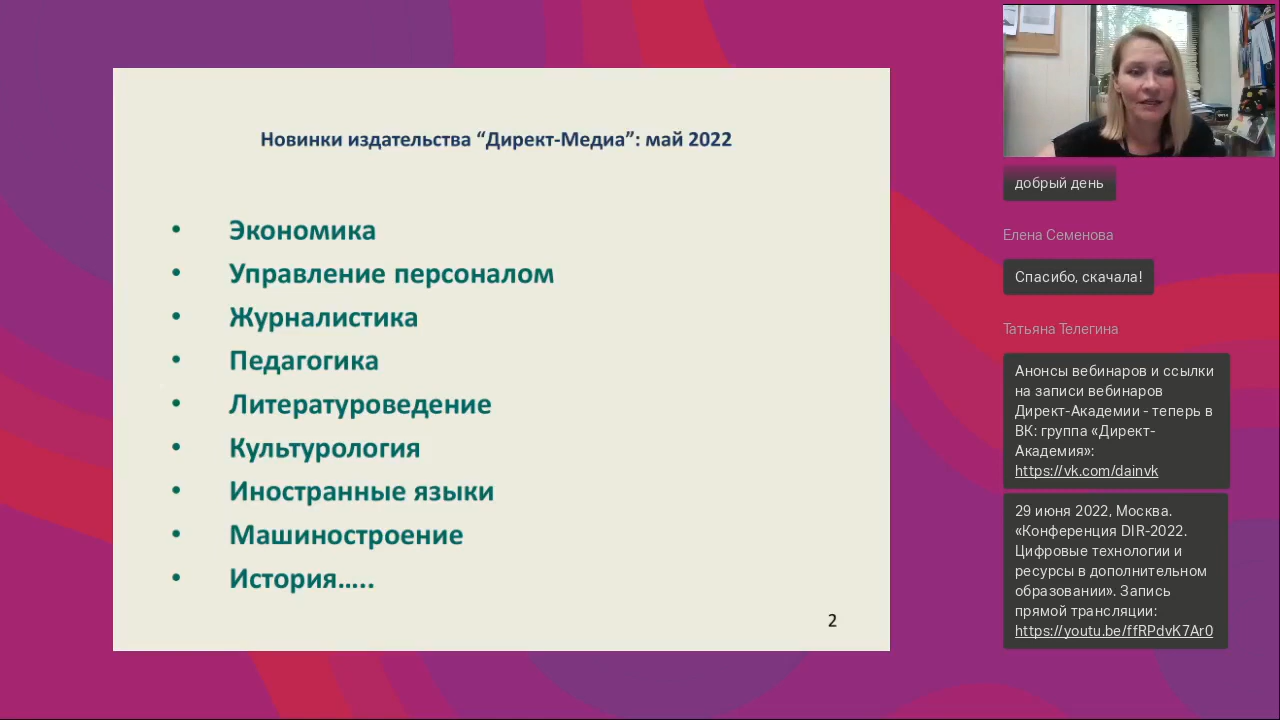 Новинки издательства “Директ-Медиа”: май 2022
• Экономика
• Управление персоналом
• Журналистика
• Педагогика
• Литературоведение
• Культурология
• Иностранные языки
• Машиностроение
• История.....
2
добрый день
Елена Семенова
Спасибо, скачала!
Татьяна Телегина
Анонсы вебинаров и ссылки
на записи вебинаров
Директ-Академии - теперь в
ВК: группа «Директ-
Академия»:
https://vk.com/dainvk
29 июня 2022, Москва.
«Конференция DIR-2022.
Цифровые технологии и
ресурсы в дополнительном
образовании». Запись
прямой трансляции:
https://youtu.be/ffRPdvK7Ar0